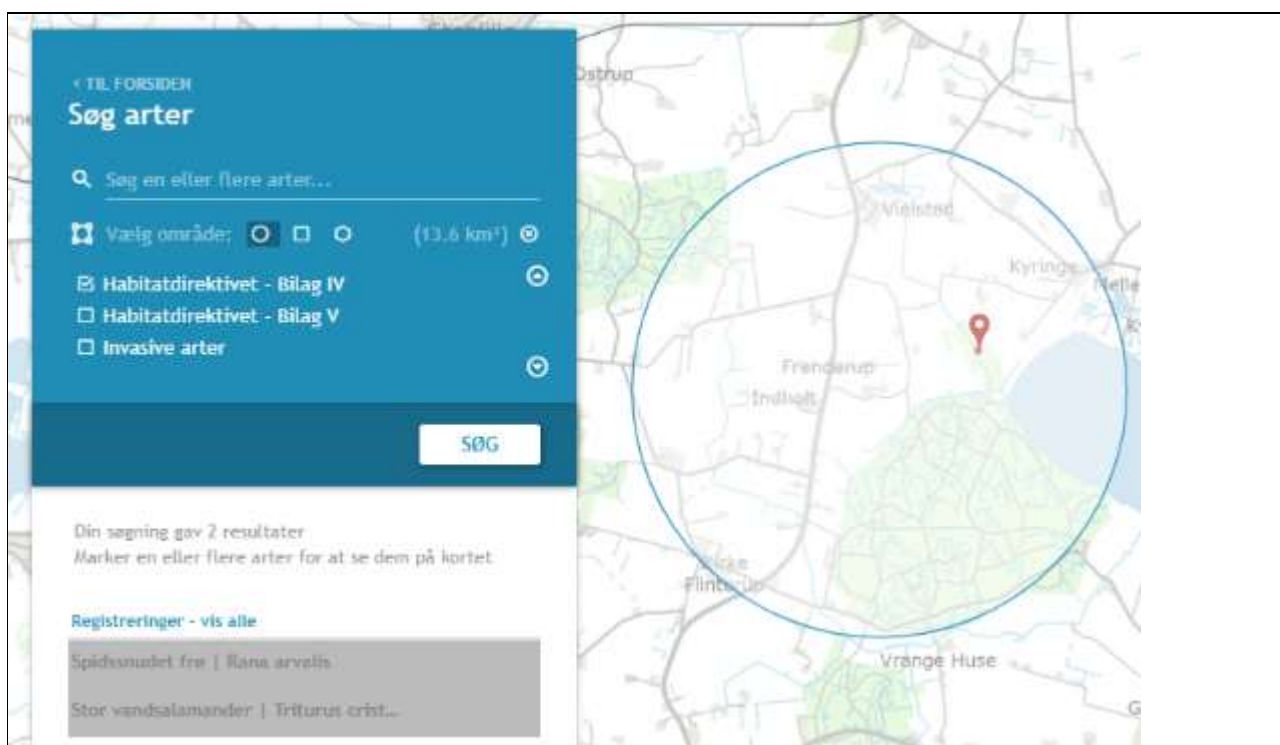 Ostrup
< TIL FORSIDEN
Søg arter
Søg en eller flere arter...
Vælg område: (13.6 km²)
Habitatdirektivet - Bilag IV
Habitatdirektivet - Bilag V
Invasive arter
SØG
Din søgning gav 2 resultater
Marker en eller flere arter for at se dem på kortet
Registreringer - vis alle
Spidssnudet frø | Rana arvalis
Stor vandsalamander | Triturus crist...
Vielsted
Kyringe
Frenderup
Indholt
Kirke
Flinterup
Vrange Huse
G